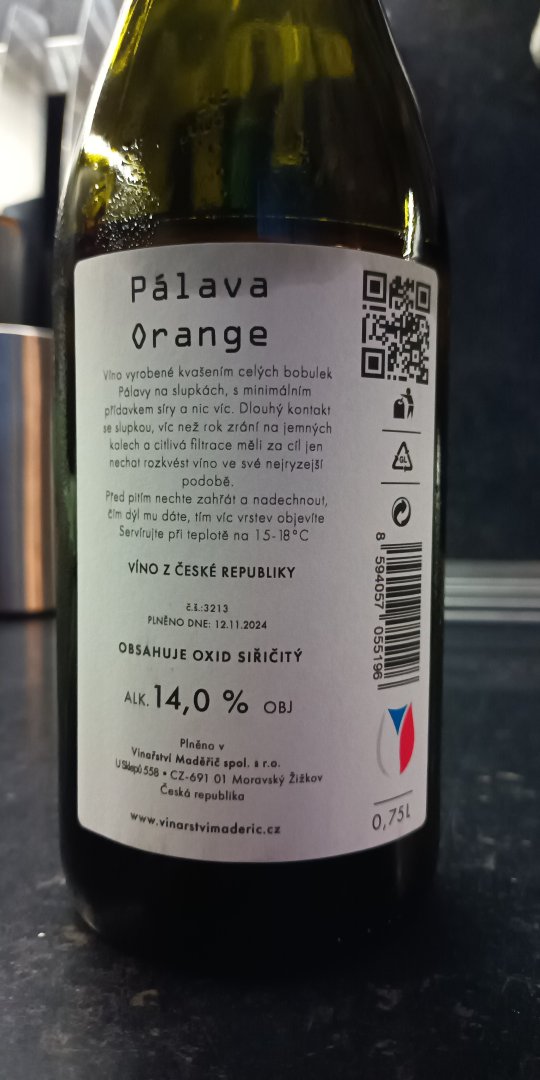 Pálava
Orange
Víno vyrobené kvašením celých bobulek
Pálavy na slupkách, s minimálním
přídavkem síry a nic víc. Dlouhý kontakt
se slupkou, víc než rok zrání na jemných
kalech a citlivá filtrace měli za cíl jen
nechat rozkvést víno ve své nejryzejší
podobě.
Před pitím nechte zahřát a nadechnout,
čím dýl mu dáte, tím víc vrstev objevíte
Servírujte při teplotě na 15-18°C
VÍNO Z ČESKÉ REPUBLIKY
č.š.:3213
PLNĚNO DNE: 12.11.2024
OBSAHUJE OXID SIŘIČITÝ
ALK. 14,0 % OBJ
Plněno v
Vinařství Maděřič spol. s r.o.
U Sklepů 558 • CZ-691 01 Moravský Žižkov
Česká republika
www.vinarstvimaderic.cz
GL
8 594057 055196
0,75L